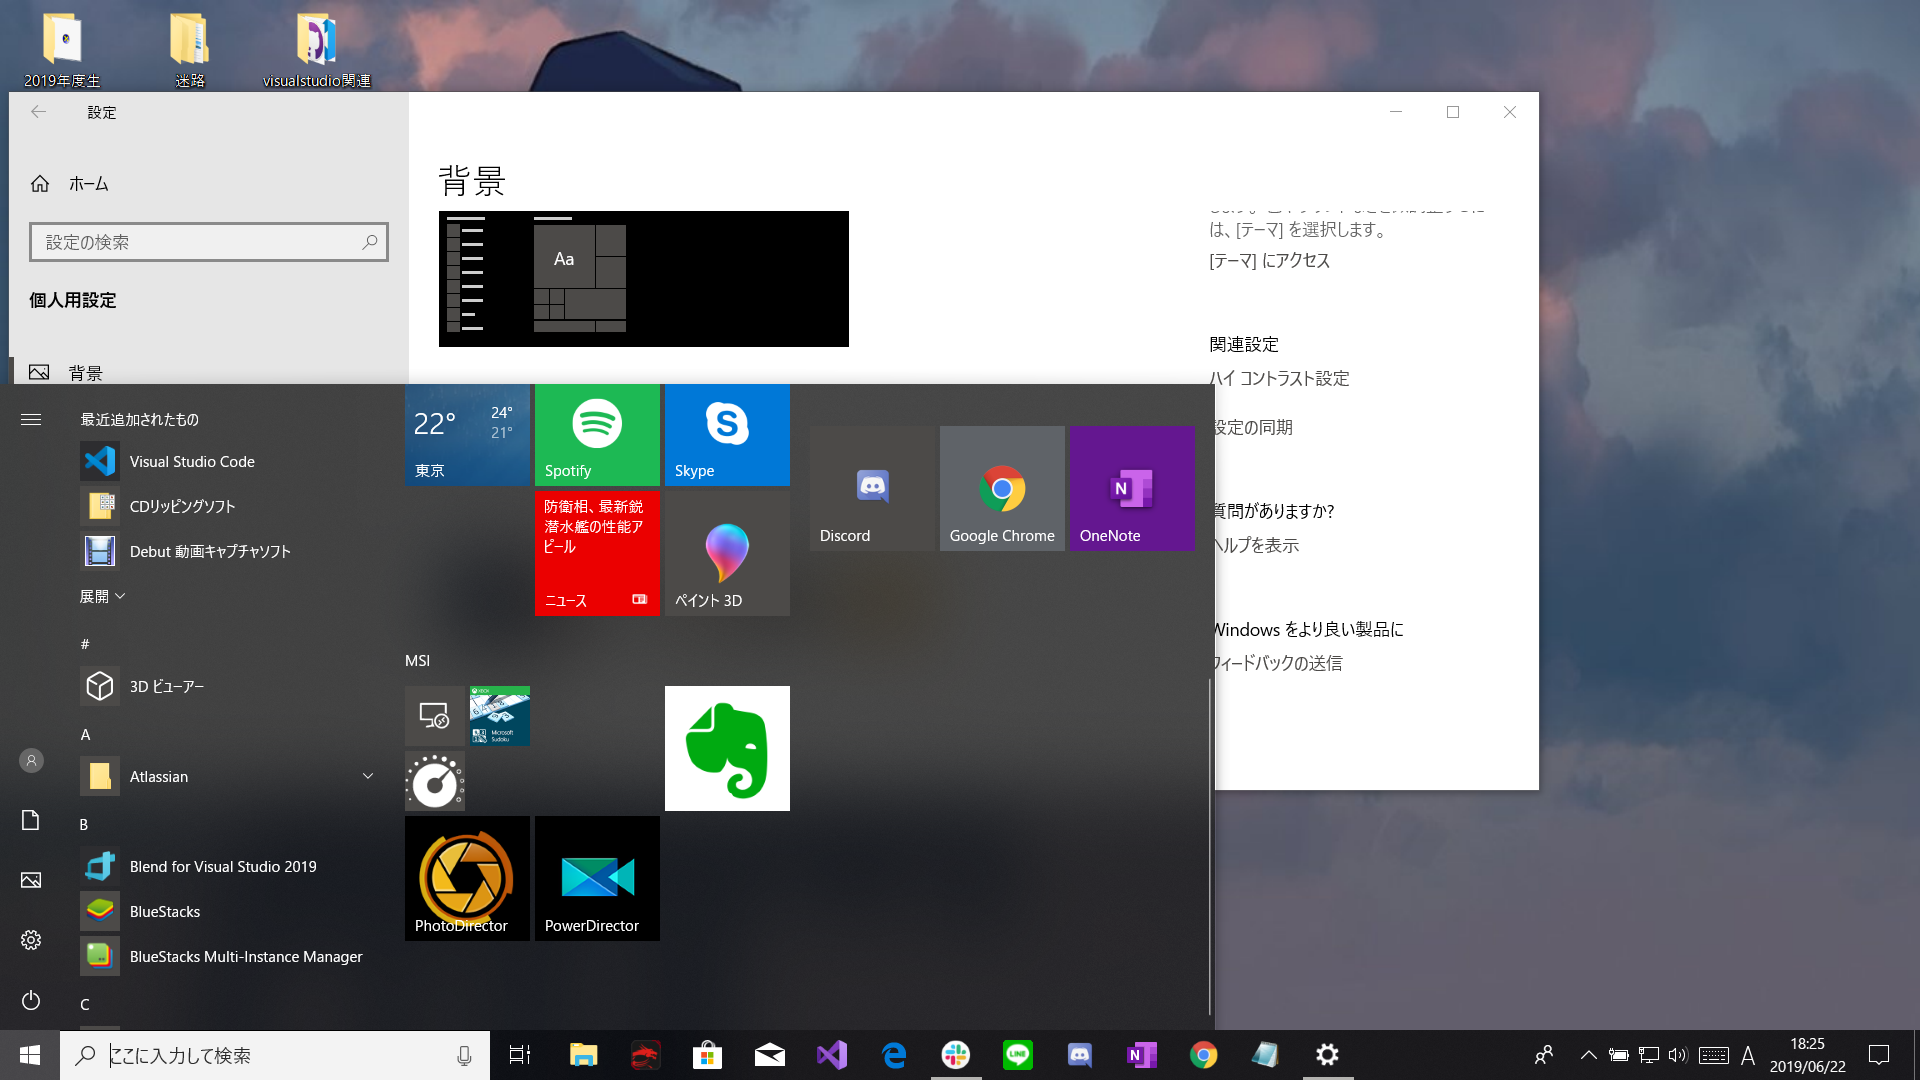 2019年度生
迷路
visualstudio関連
設定
ホーム
設定の検索
個人用設定
背景
背景
Aa
は、[テーマ] を選択します。
[テーマ] にアクセス
関連設定
ハイ コントラスト設定
設定の同期
質問がありますか?
ヘルプを表示
Windows をより良い製品に
フィードバックの送信
最近追加されたもの
Visual Studio Code
CDリッピングソフト
Debut 動画キャプチャソフト
展開
#
3D ビューアー
A
Atlassian
B
Blend for Visual Studio 2019
BlueStacks
BlueStacks Multi-Instance Manager
C
22°
24°
21°
東京
Spotify
Skype
防衛相、最新鋭
潜水艦の性能ア
ピール
ニュース
ペイント 3D
Discord
Google Chrome
OneNote
MSI
XBOX
Microsoft
Sudoku
PhotoDirector
PowerDirector
ここに入力して検索
LINE
A
18:25
2019/06/22